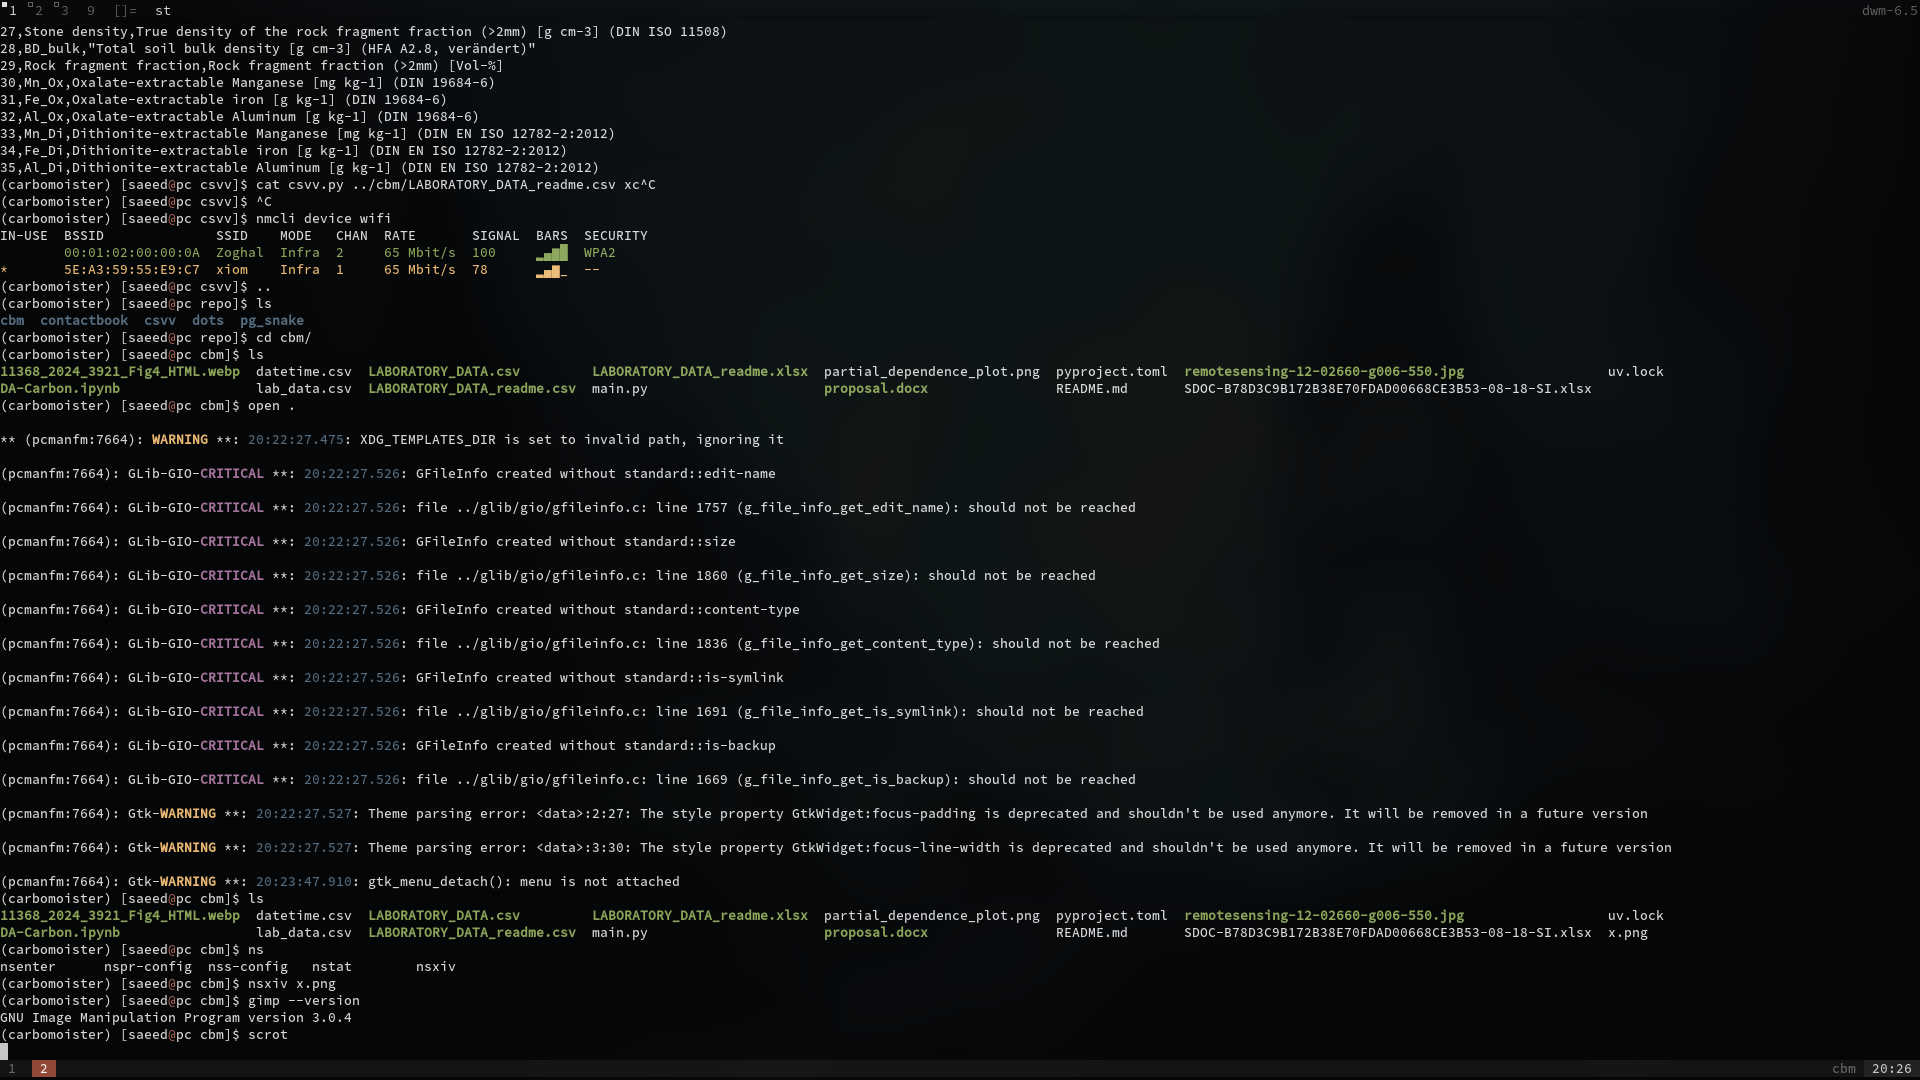 1 2 3 9 []= st dwm-6.5
27,Stone density,True density of the rock fragment fraction (>2mm) [g cm-3] (DIN ISO 11508)
28,BD_bulk,"Total soil bulk density [g cm-3] (HFA A2.8, verändert)"
29,Rock fragment fraction,Rock fragment fraction (>2mm) [Vol-%]
30,Mn_Ox,Oxalate-extractable Manganese [mg kg-1] (DIN 19684-6)
31,Fe_Ox,Oxalate-extractable iron [g kg-1] (DIN 19684-6)
32,Al_Ox,Oxalate-extractable Aluminum [g kg-1] (DIN 19684-6)
33,Mn_Di,Dithionite-extractable Manganese [mg kg-1] (DIN EN ISO 12782-2:2012)
34,Fe_Di,Dithionite-extractable iron [g kg-1] (DIN EN ISO 12782-2:2012)
35,Al_Di,Dithionite-extractable Aluminum [g kg-1] (DIN EN ISO 12782-2:2012)
(carbomoister) [saeed@pc csvv]$ cat csvv.py ../cbm/LABORATORY_DATA_readme.csv xc^C
(carbomoister) [saeed@pc csvv]$ ^C
(carbomoister) [saeed@pc csvv]$ nmcli device wifi
IN-USE  BSSID              SSID    MODE   CHAN  RATE       SIGNAL  BARS  SECURITY
        00:01:02:00:00:0A  Zoghal  Infra  2     65 Mbit/s  100     ▂▄▆█  WPA2
*       5E:A3:59:55:E9:C7  xiom    Infra  1     65 Mbit/s  78      ▂▄▆_  --
(carbomoister) [saeed@pc csvv]$ ..
(carbomoister) [saeed@pc repo]$ ls
cbm  contactbook  csvv  dots  pg_snake
(carbomoister) [saeed@pc repo]$ cd cbm/
(carbomoister) [saeed@pc cbm]$ ls
11368_2024_3921_Fig4_HTML.webp  datetime.csv  LABORATORY_DATA.csv         LABORATORY_DATA_readme.xlsx  partial_dependence_plot.png  pyproject.toml  remotesensing-12-02660-g006-550.jpg                  uv.lock
DA-Carbon.ipynb                 lab_data.csv  LABORATORY_DATA_readme.csv  main.py                      proposal.docx                README.md       SDOC-B78D3C9B172B38E70FDAD00668CE3B53-08-18-SI.xlsx
(carbomoister) [saeed@pc cbm]$ open .
** (pcmanfm:7664): WARNING **: 20:22:27.475: XDG_TEMPLATES_DIR is set to invalid path, ignoring it
(pcmanfm:7664): GLib-GIO-CRITICAL **: 20:22:27.526: GFileInfo created without standard::edit-name
(pcmanfm:7664): GLib-GIO-CRITICAL **: 20:22:27.526: file ../glib/gio/gfileinfo.c: line 1757 (g_file_info_get_edit_name): should not be reached
(pcmanfm:7664): GLib-GIO-CRITICAL **: 20:22:27.526: GFileInfo created without standard::size
(pcmanfm:7664): GLib-GIO-CRITICAL **: 20:22:27.526: file ../glib/gio/gfileinfo.c: line 1860 (g_file_info_get_size): should not be reached
(pcmanfm:7664): GLib-GIO-CRITICAL **: 20:22:27.526: GFileInfo created without standard::content-type
(pcmanfm:7664): GLib-GIO-CRITICAL **: 20:22:27.526: file ../glib/gio/gfileinfo.c: line 1836 (g_file_info_get_content_type): should not be reached
(pcmanfm:7664): GLib-GIO-CRITICAL **: 20:22:27.526: GFileInfo created without standard::is-symlink
(pcmanfm:7664): GLib-GIO-CRITICAL **: 20:22:27.526: file ../glib/gio/gfileinfo.c: line 1691 (g_file_info_get_is_symlink): should not be reached
(pcmanfm:7664): GLib-GIO-CRITICAL **: 20:22:27.526: GFileInfo created without standard::is-backup
(pcmanfm:7664): GLib-GIO-CRITICAL **: 20:22:27.526: file ../glib/gio/gfileinfo.c: line 1669 (g_file_info_get_is_backup): should not be reached
(pcmanfm:7664): Gtk-WARNING **: 20:22:27.527: Theme parsing error: <data>:2:27: The style property GtkWidget:focus-padding is deprecated and shouldn't be used anymore. It will be removed in a future version
(pcmanfm:7664): Gtk-WARNING **: 20:22:27.527: Theme parsing error: <data>:3:30: The style property GtkWidget:focus-line-width is deprecated and shouldn't be used anymore. It will be removed in a future version
(pcmanfm:7664): Gtk-WARNING **: 20:23:47.910: gtk_menu_detach(): menu is not attached
(carbomoister) [saeed@pc cbm]$ ls
11368_2024_3921_Fig4_HTML.webp  datetime.csv  LABORATORY_DATA.csv         LABORATORY_DATA_readme.xlsx  partial_dependence_plot.png  pyproject.toml  remotesensing-12-02660-g006-550.jpg                  uv.lock
DA-Carbon.ipynb                 lab_data.csv  LABORATORY_DATA_readme.csv  main.py                      proposal.docx                README.md       SDOC-B78D3C9B172B38E70FDAD00668CE3B53-08-18-SI.xlsx  x.png
(carbomoister) [saeed@pc cbm]$ ns
nsenter      nspr-config  nss-config   nstat        nsxiv
(carbomoister) [saeed@pc cbm]$ nsxiv x.png
(carbomoister) [saeed@pc cbm]$ gimp --version
GNU Image Manipulation Program version 3.0.4
(carbomoister) [saeed@pc cbm]$ scrot
1 2 cbm 20:26